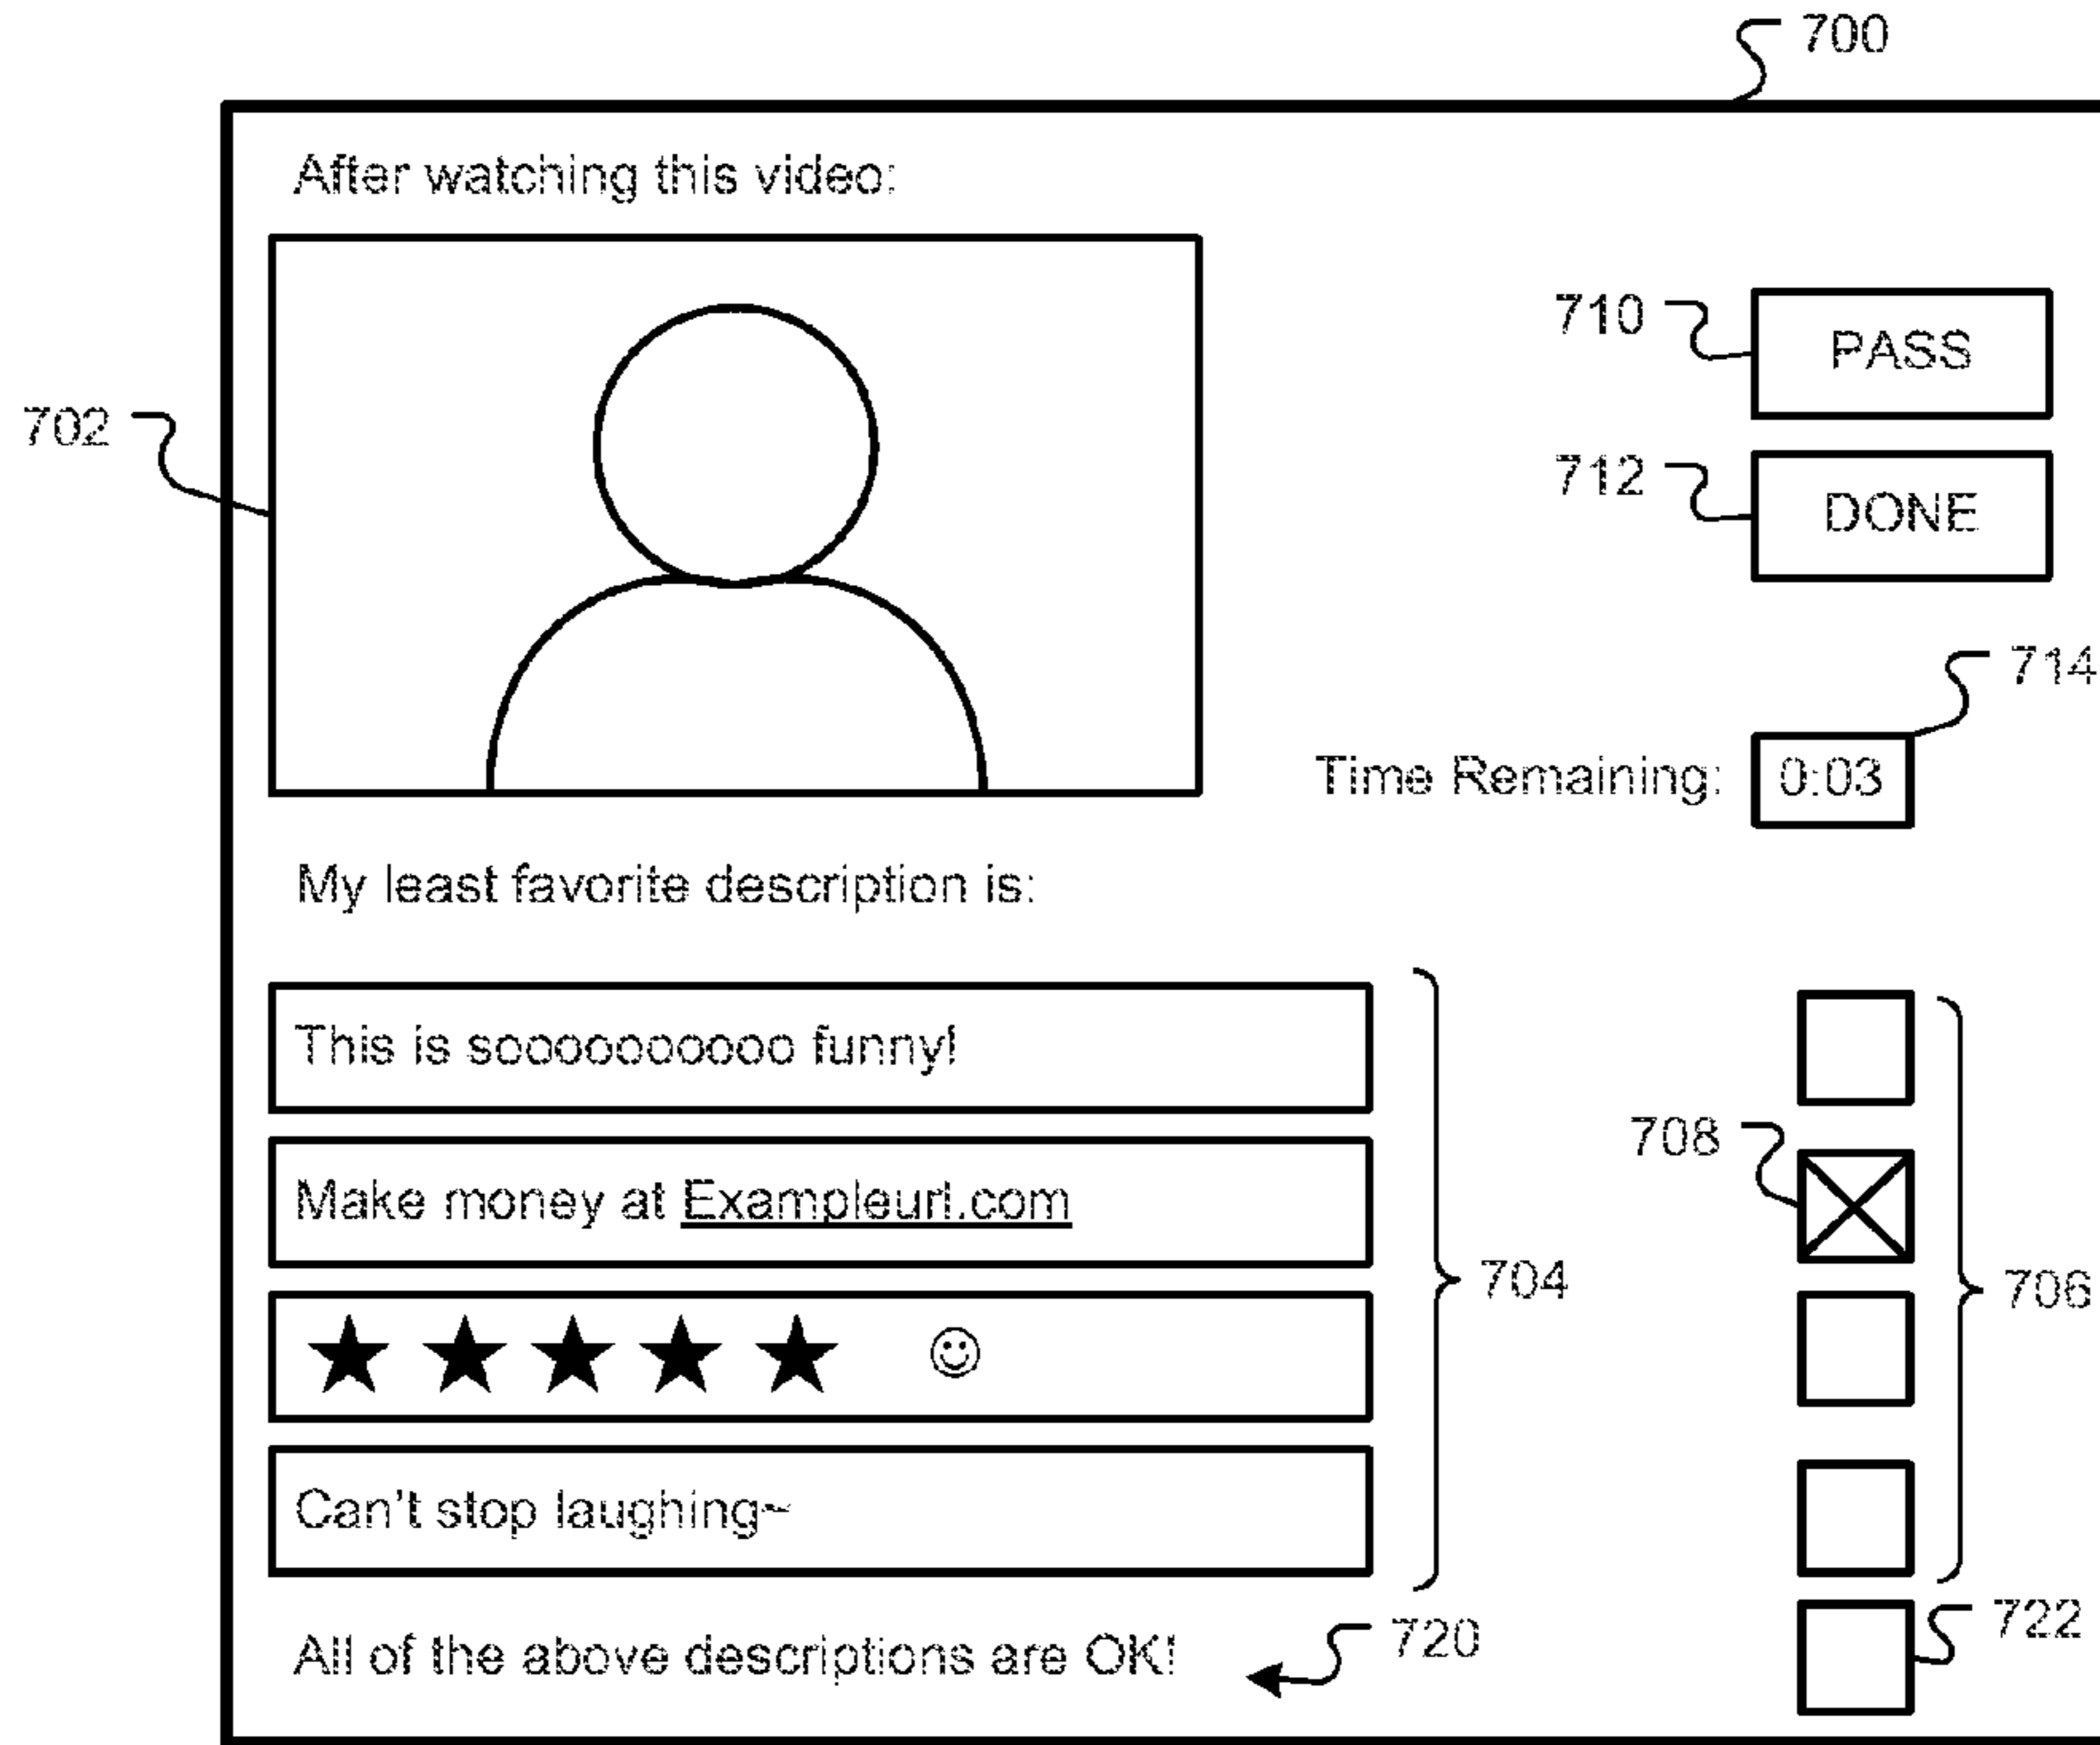 700
After watching this video:
710
PASS
702
712
DONE
714
Time Remaining: 0:03
My least favorite description is:
This is sooooooooooo funny!
708
Make money at Exampleurl.com
704
706
★ ★ ★ ★ ★ ☺
Can't stop laughing~
All of the above descriptions are OK!
720
722